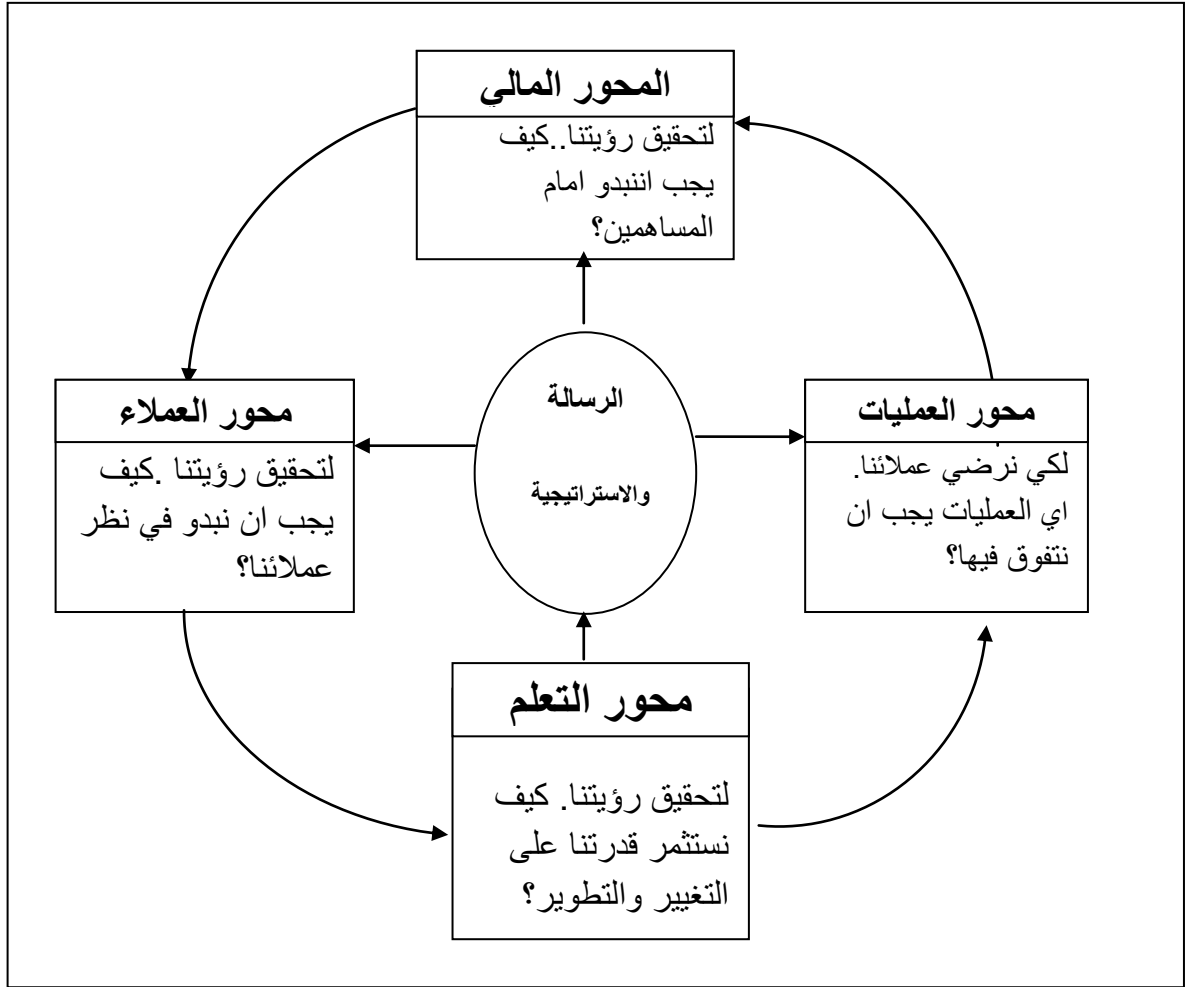 المحور المالي
لتحقيق رؤيتنا..كيف
يجب اننبدو امام
المساهمين؟
محور العمليات
لكي نرضي عملائنا.
اي العمليات يجب ان
نتفوق فيها؟
الرسالة
والاستراتيجية
محور العملاء
لتحقيق رؤيتنا .كيف
يجب ان نبدو في نظر
عملائنا؟
محور التعلم
لتحقيق رؤيتنا. كيف
نستثمر قدرتنا على
التغيير والتطوير؟